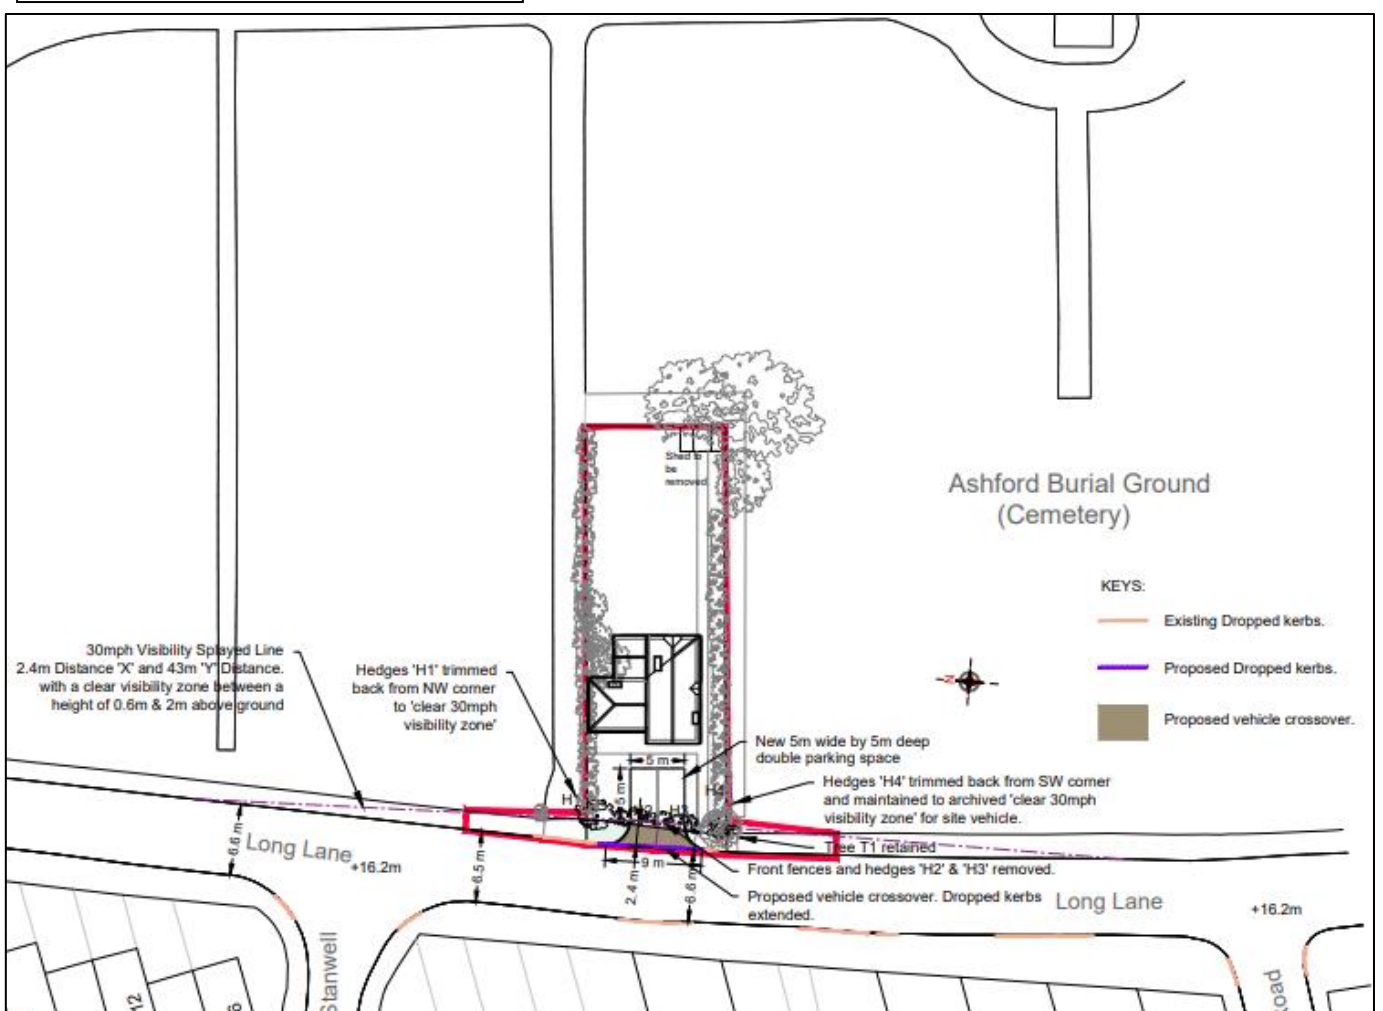 Shed to
be
removed
Ashford Burial Ground
(Cemetery)
KEYS:
Existing Dropped kerbs.
Proposed Dropped kerbs.
Proposed vehicle crossover.
N
30mph Visibility Splayed Line
2.4m Distance 'X' and 43m 'Y' Distance.
with a clear visibility zone between a
height of 0.6m & 2m above ground
Hedges 'H1' trimmed
back from NW corner
to 'clear 30mph
visibility zone'
New 5m wide by 5m deep
double parking space
5 m
5 m
Hedges 'H4' trimmed back from SW corner
and maintained to archived 'clear 30mph
visibility zone' for site vehicle.
H3
Tree T1 retained
Front fences and hedges 'H2' & 'H3' removed.
Proposed vehicle crossover. Dropped kerbs
extended.
6.6 m
Long Lane
+16.2m
6.5 m
9 m
2.4 m
6.6 m
Long Lane
+16.2m
Stanwell
Road
12
6